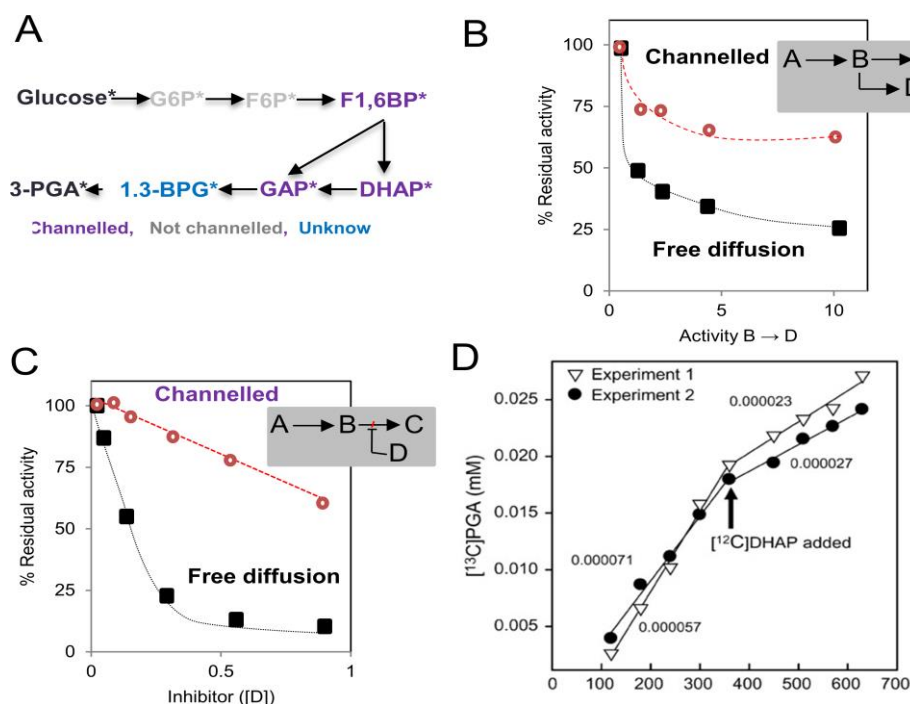 A
Glucose* G6P* F6P* F1,6BP*
3-PGA* 1.3-BPG* GAP* DHAP*
Channelled, Not channelled, Unknow
B
% Residual activity
100
75
50
25
0
Channelled
Free diffusion
A B
D
0 5 10
Activity B → D
C
% Residual activity
100
75
50
25
0
Channelled
Free diffusion
A B C
D
0 0.5 1
Inhibitor ([D])
D
[¹³C]PGA (mM)
0.025
0.020
0.015
0.010
0.005
Experiment 1
Experiment 2
0.000023
0.000027
[¹²C]DHAP added
0.000071
0.000057
0 100 200 300 400 500 600 700